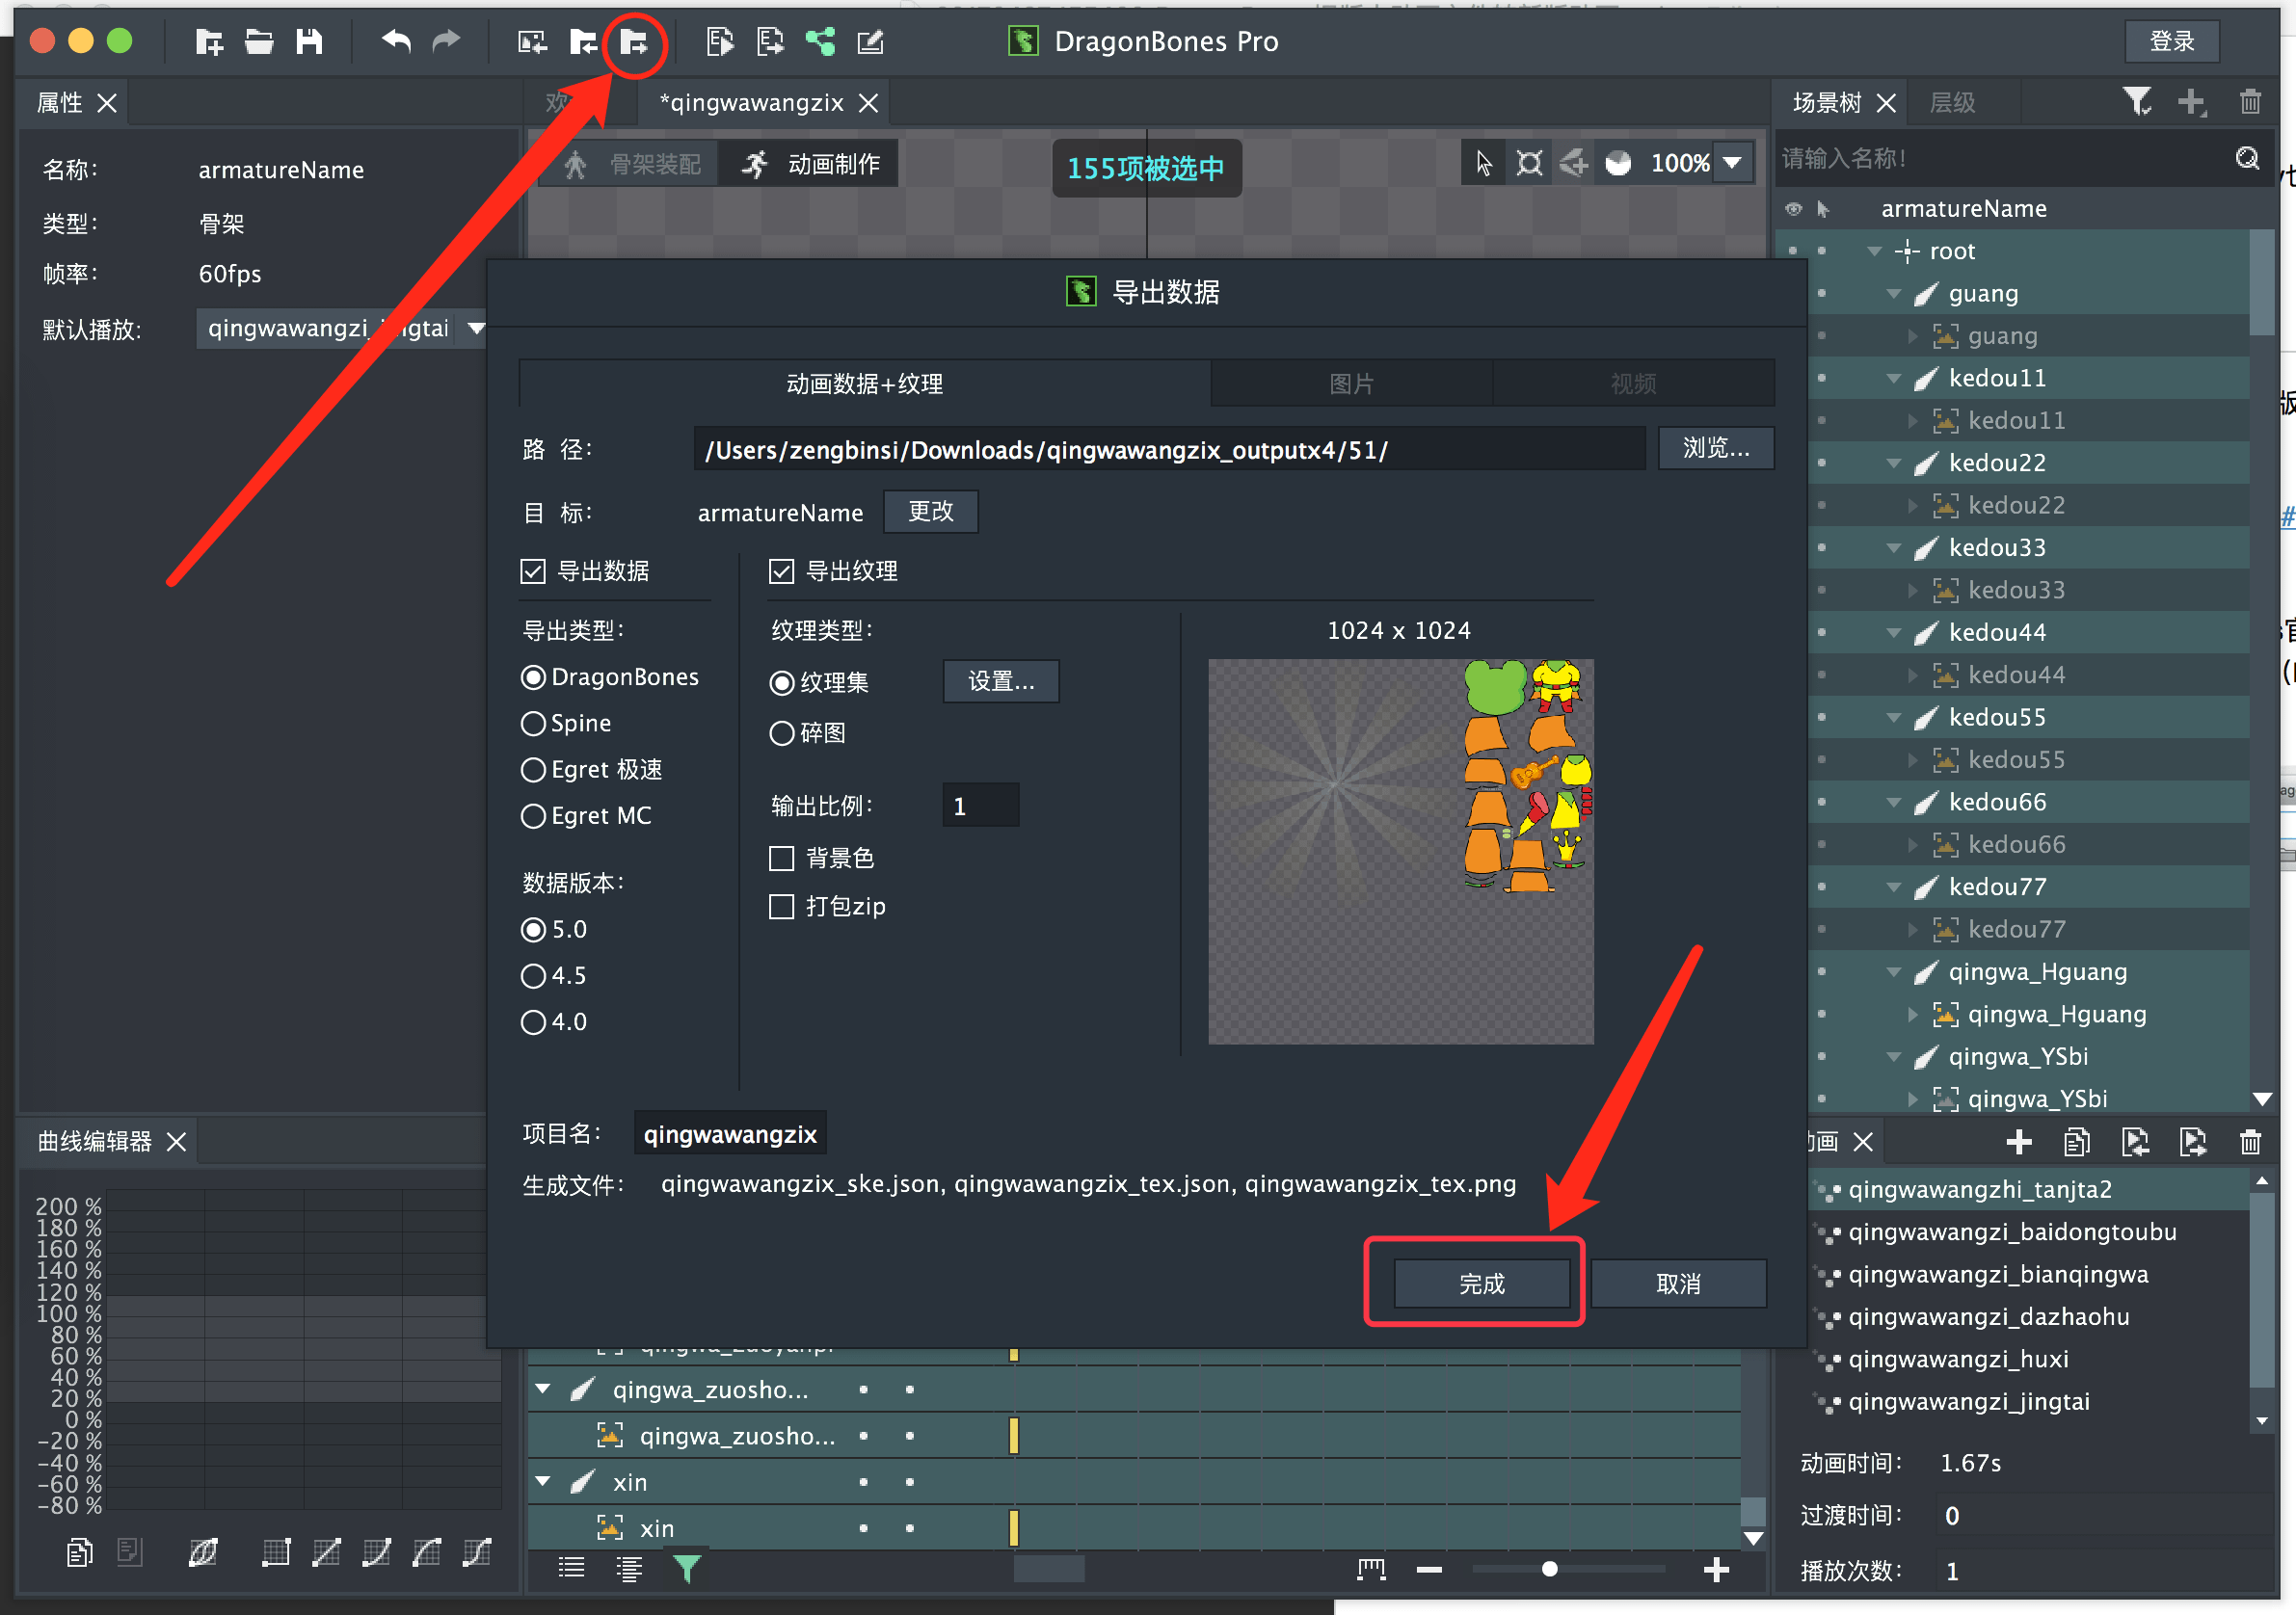 DragonBones Pro
登录
属性
*qingwawangzix
场景树
层级
名称: armatureName
类型: 骨架
帧率: 60fps
默认播放:
骨架装配
动画制作
155项被选中
100%
请输入名称!
armatureName
root
guang
guang
kedou11
kedou11
kedou22
kedou22
kedou33
kedou33
kedou44
kedou44
kedou55
kedou55
kedou66
kedou66
kedou77
kedou77
qingwa_Hguang
qingwa_Hguang
qingwa_YSbi
qingwa_YSbi
导出数据
动画数据+纹理
图片
视频
路 径: /Users/zengbinsi/Downloads/qingwawangzix_outputx4/51/
浏览...
目 标: armatureName
更改
导出数据
导出类型:
DragonBones
Spine
Egret 极速
Egret MC
数据版本:
5.0
4.5
4.0
导出纹理
纹理类型:
纹理集
设置...
碎图
输出比例: 1
背景色
打包zip
1024 x 1024
项目名: qingwawangzix
生成文件: qingwawangzix_ske.json, qingwawangzix_tex.json, qingwawangzix_tex.png
完成
取消
曲线编辑器
200 %
180 %
160 %
140 %
120 %
100 %
80 %
60 %
40 %
20 %
0 %
-20 %
-40 %
-60 %
-80 %
qingwa_zuosho...
qingwa_zuosho...
xin
xin
画
qingwawangzhi_tanjta2
qingwawangzi_baidongtoubu
qingwawangzi_bianqingwa
qingwawangzi_dazhaohu
qingwawangzi_huxi
qingwawangzi_jingtai
动画时间: 1.67s
过渡时间: 0
播放次数: 1